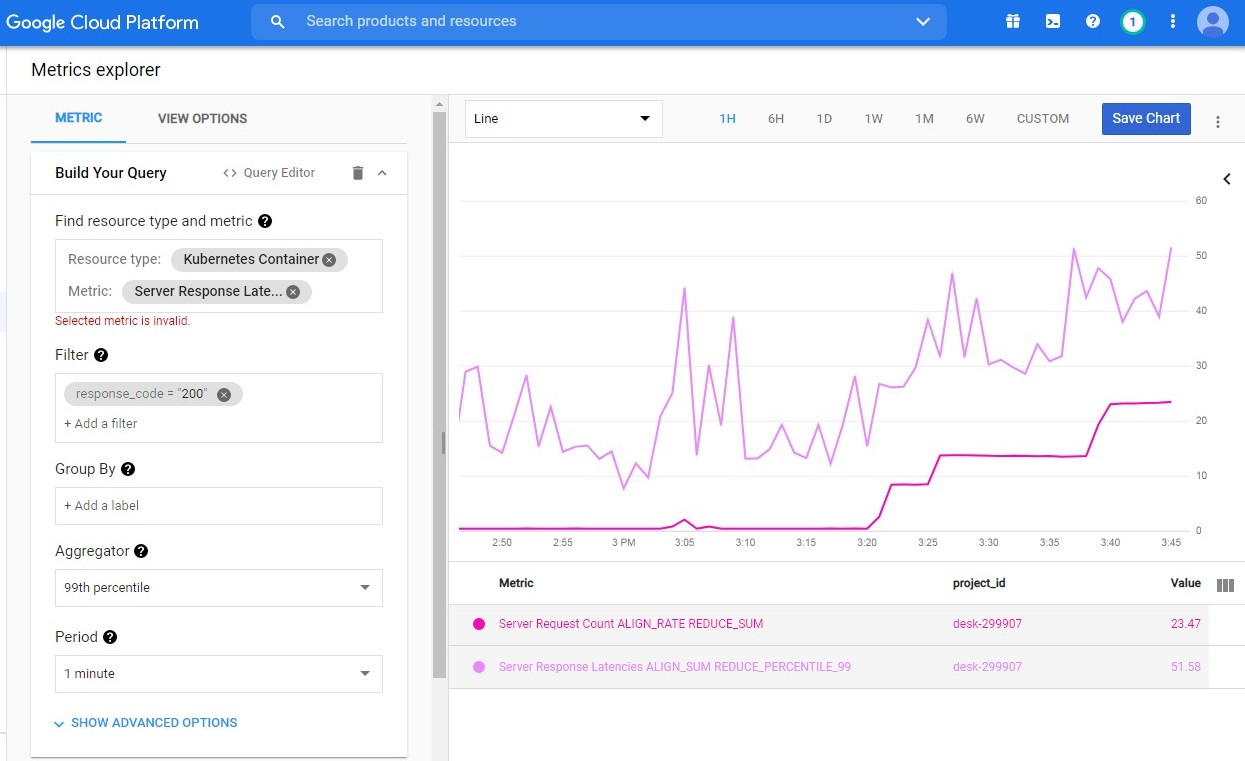 Google Cloud Platform
Search products and resources
1
Metrics explorer
METRIC
VIEW OPTIONS
Build Your Query
<> Query Editor
Find resource type and metric ?
Resource type: Kubernetes Container
Metric: Server Response Late...
Selected metric is invalid.
Filter ?
response_code = "200"
+ Add a filter
Group By ?
+ Add a label
Aggregator ?
99th percentile
Period ?
1 minute
SHOW ADVANCED OPTIONS
Line
1H 6H 1D 1W 1M 6W CUSTOM
Save Chart
60
50
40
30
20
10
0
2:50 2:55 3 PM 3:05 3:10 3:15 3:20 3:25 3:30 3:35 3:40 3:45
Metric project_id Value
Server Request Count ALIGN_RATE REDUCE_SUM desk-299907 23.47
Server Response Latencies ALIGN_SUM REDUCE_PERCENTILE_99 desk-299907 51.58